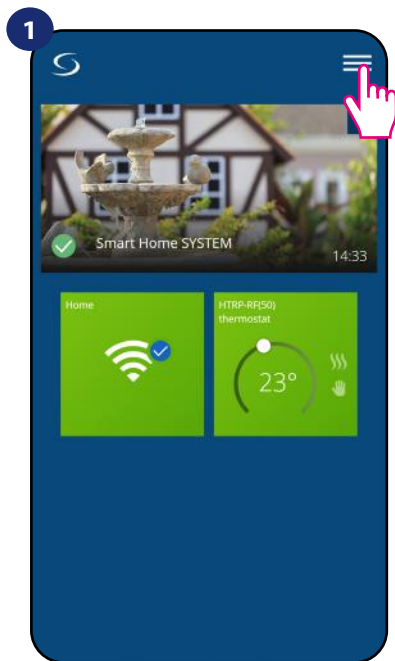 1
Smart Home SYSTEM
14:33
Home
HTRP-RF(50)
thermostat
23°